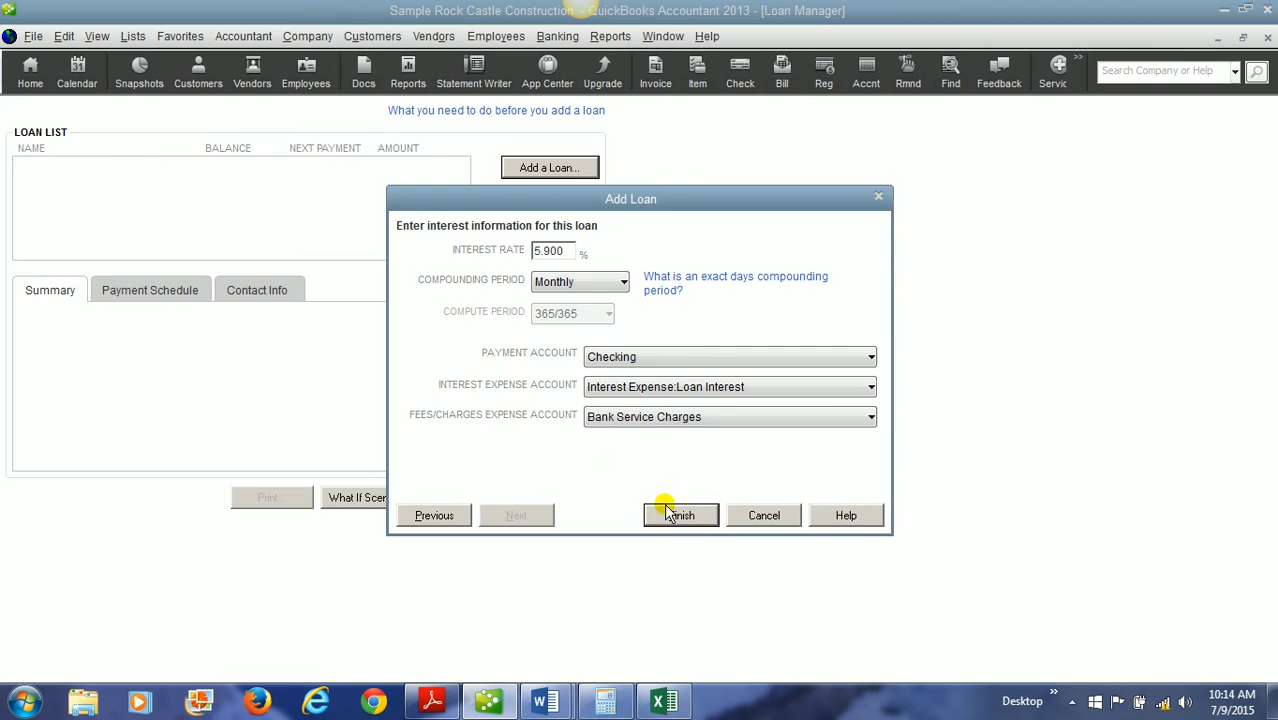 Sample Rock Castle Construction - QuickBooks Accountant 2013 - [Loan Manager]
File Edit View Lists Favorites Accountant Company Customers Vendors Employees Banking Reports Window Help
Home Calendar Snapshots Customers Vendors Employees Docs Reports Statement Writer App Center Upgrade Invoice Item Check Bill Reg Accnt Rmnd Find Feedback Servic
31
>>
Search Company or Help
What you need to do before you add a loan
LOAN LIST
NAME BALANCE NEXT PAYMENT AMOUNT
Add a Loan...
Add Loan
Enter interest information for this loan
INTEREST RATE 5.900 %
COMPOUNDING PERIOD Monthly
What is an exact days compounding
period?
COMPUTE PERIOD 365/365
Summary Payment Schedule Contact Info
PAYMENT ACCOUNT Checking
INTEREST EXPENSE ACCOUNT Interest Expense:Loan Interest
FEES/CHARGES EXPENSE ACCOUNT Bank Service Charges
Print... What If Scen
Previous Next Finish Cancel Help
Desktop >>
10:14 AM
7/9/2015